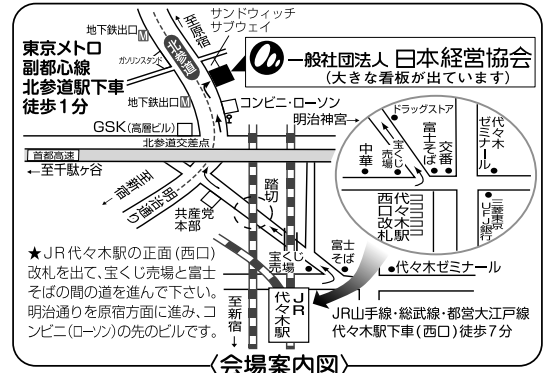 サンドウィッチ
サブウェイ
至原宿
地下鉄出口
M
ガソリンスタンド
北参道
東京メトロ
副都心線
北参道駅下車
徒歩1分
一般社団法人 日本経営協会
(大きな看板が出ています)
地下鉄出口
M
コンビニ・ローソン
GSK(高層ビル)
北参道交差点
明治神宮
首都高速
←至千駄ヶ谷
至新宿
明治通り
共産党
本部
踏切
ドラッグストア
中華
宝くじ
売場
富士そば
交番
代々木
ゼミナール
代々木駅
西口改札
三菱東京
UFJ銀行
★JR代々木駅の正面(西口)
改札を出て、宝くじ売場と富士
そばの間の道を進んで下さい。
明治通りを原宿方面に進み、コ
ンビニ(ローソン)の先のビルです。
宝くじ
売場
富士
そば
代々木ゼミナール
至新宿
JR
代々木駅
JR山手線・総武線・都営大江戸線
代々木駅下車(西口)徒歩7分
〈会場案内図〉